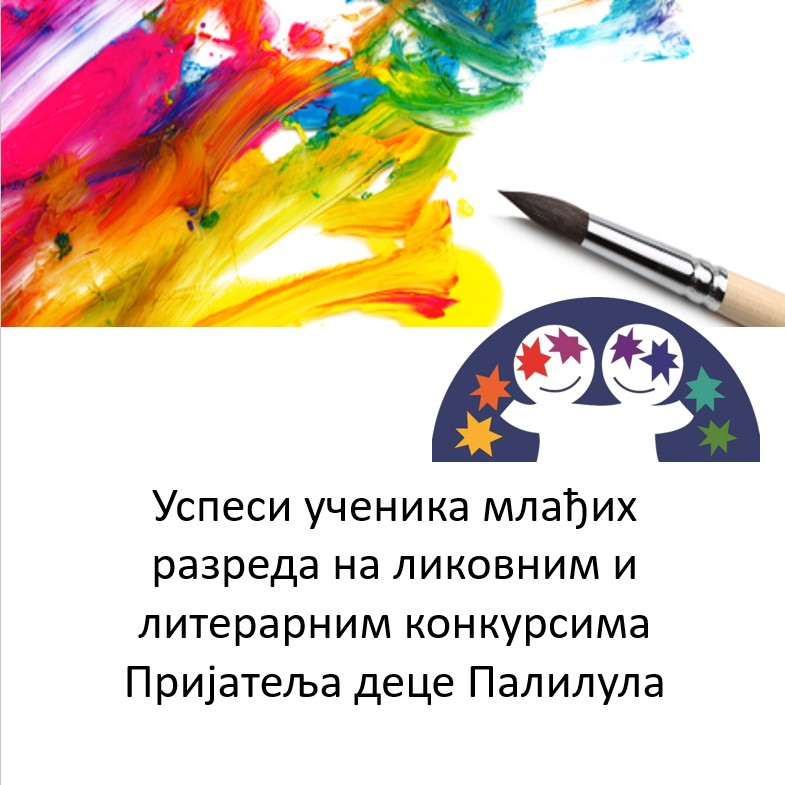 Успеси ученика млађих
разреда на ликовним и
литерарним конкурсима
Пријатеља деце Палилула